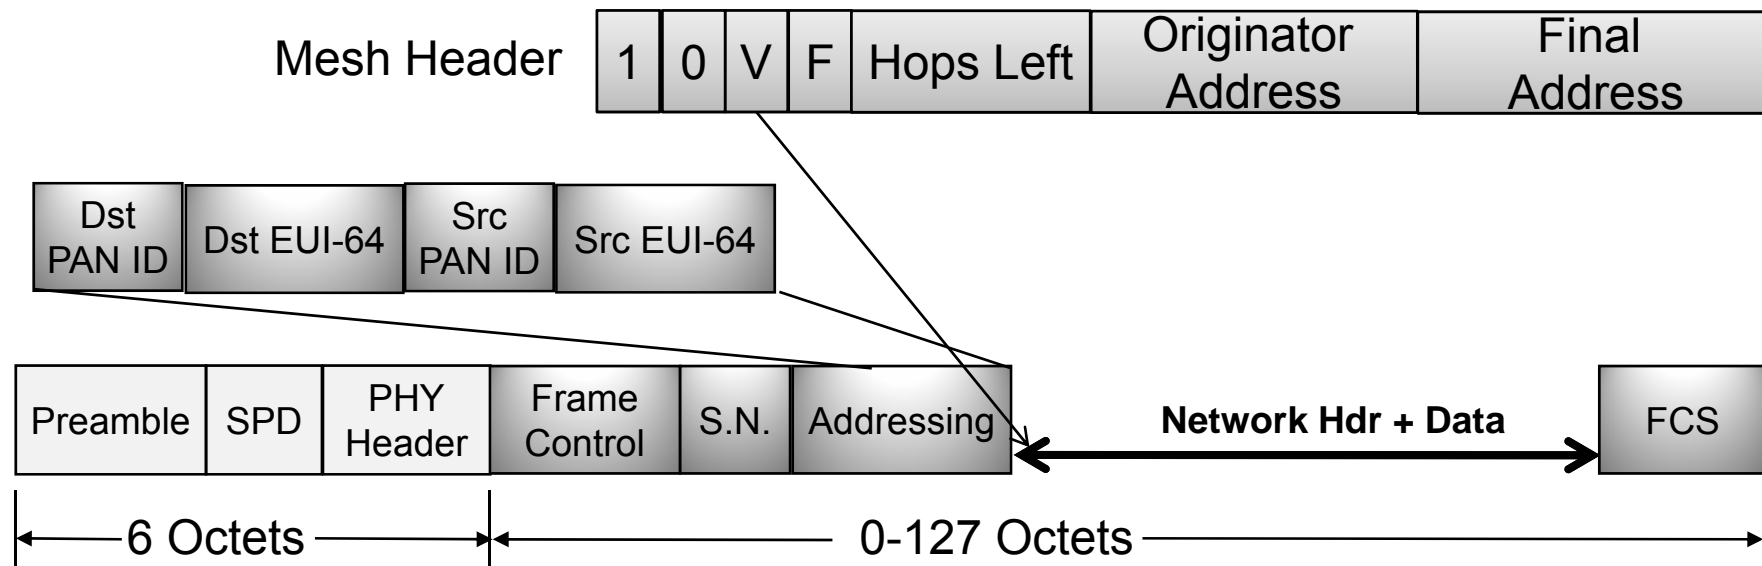 Mesh Header 1 0 V F Hops Left Originator Address Final Address
Dst PAN ID Dst EUI-64 Src PAN ID Src EUI-64
Preamble SPD PHY Header Frame Control S.N. Addressing Network Hdr + Data FCS
6 Octets 0-127 Octets